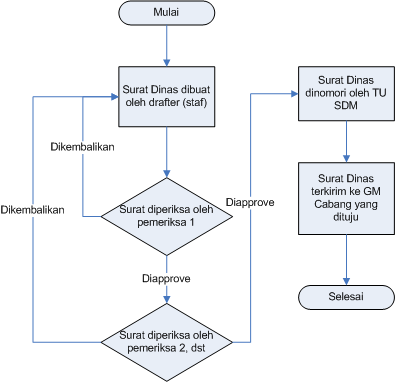 Mulai
Surat Dinas dibuat
oleh drafter (staf)
Dikembalikan
Surat diperiksa oleh
pemeriksa 1
Dikembalikan
Diapprove
Surat diperiksa oleh
pemeriksa 2, dst
Diapprove
Surat Dinas
dinomori oleh TU
SDM
Surat Dinas
terkirim ke GM
Cabang yang
dituju
Selesai